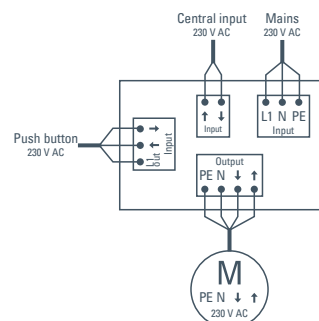 Central input
230 V AC
Mains
230 V AC
↑ ↓
Input
L1 N PE
Input
Push button
230 V AC
→
←
L1
out
Input
Output
PE N ↓ ↑
M
PE N ↓ ↑
230 V AC